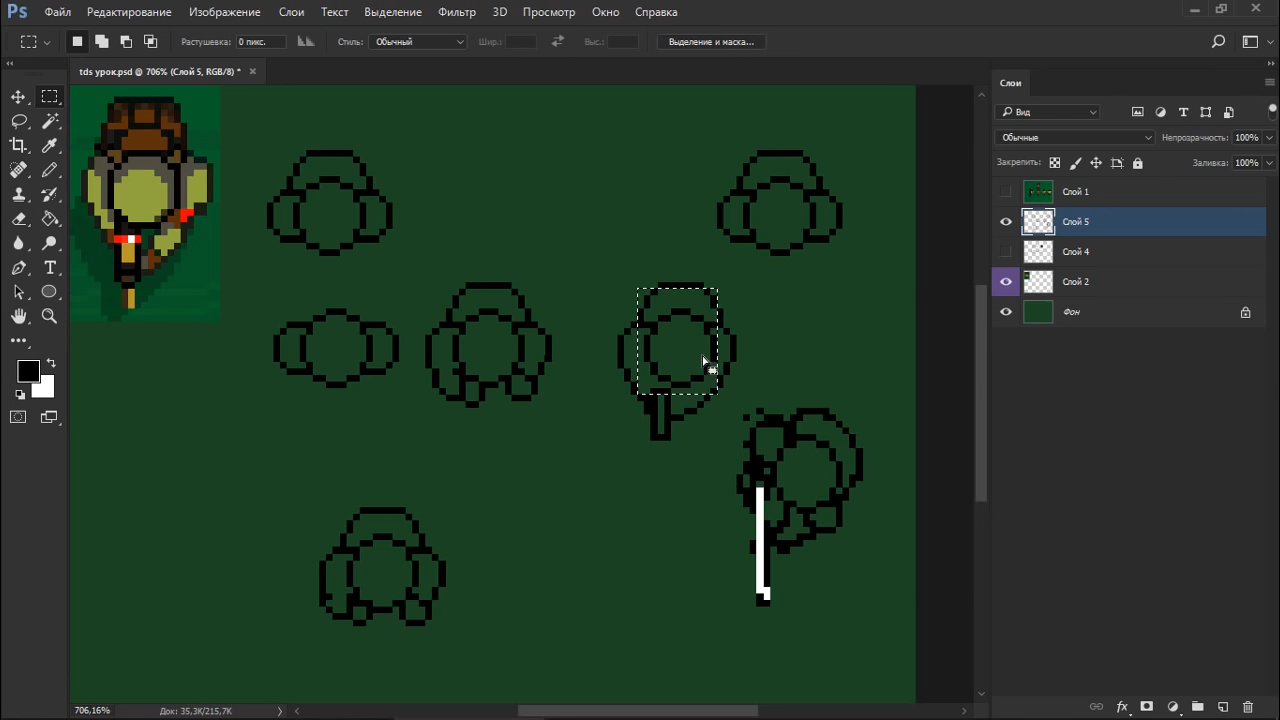 Ps Файл Редактирование Изображение Слои Текст Выделение Фильтр 3D Просмотр Окно Справка
Растушевка: 0 пикс. Стиль: Обычный Шир.: Выс.: Выделение и маска...
tds урок.psd @ 706% (Слой 5, RGB/8) * ×
Слои
Вид
Обычные Непрозрачность: 100%
Закрепить: Заливка: 100%
Слой 1
Слой 5
Слой 4
Слой 2
Фон
706,16% Док: 35,3K/215,7K